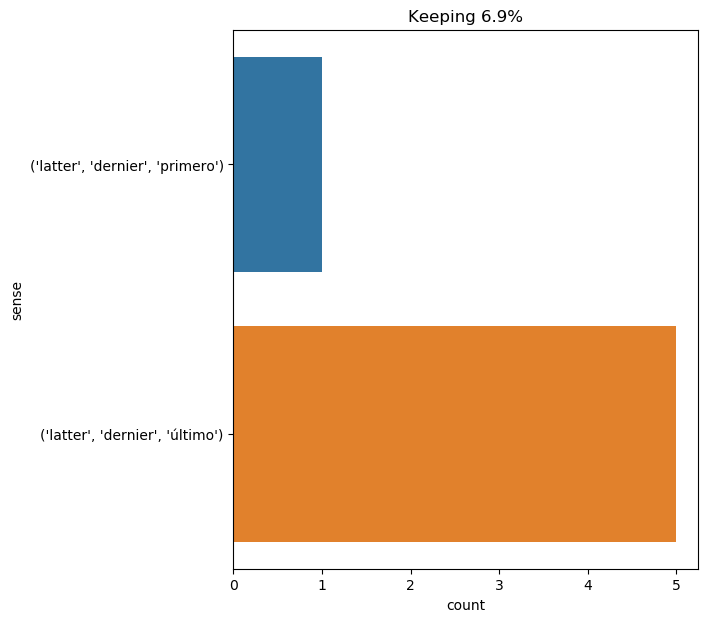 Keeping 6.9%
('latter', 'dernier', 'primero')
sense
('latter', 'dernier', 'último')
0 1 2 3 4 5
count